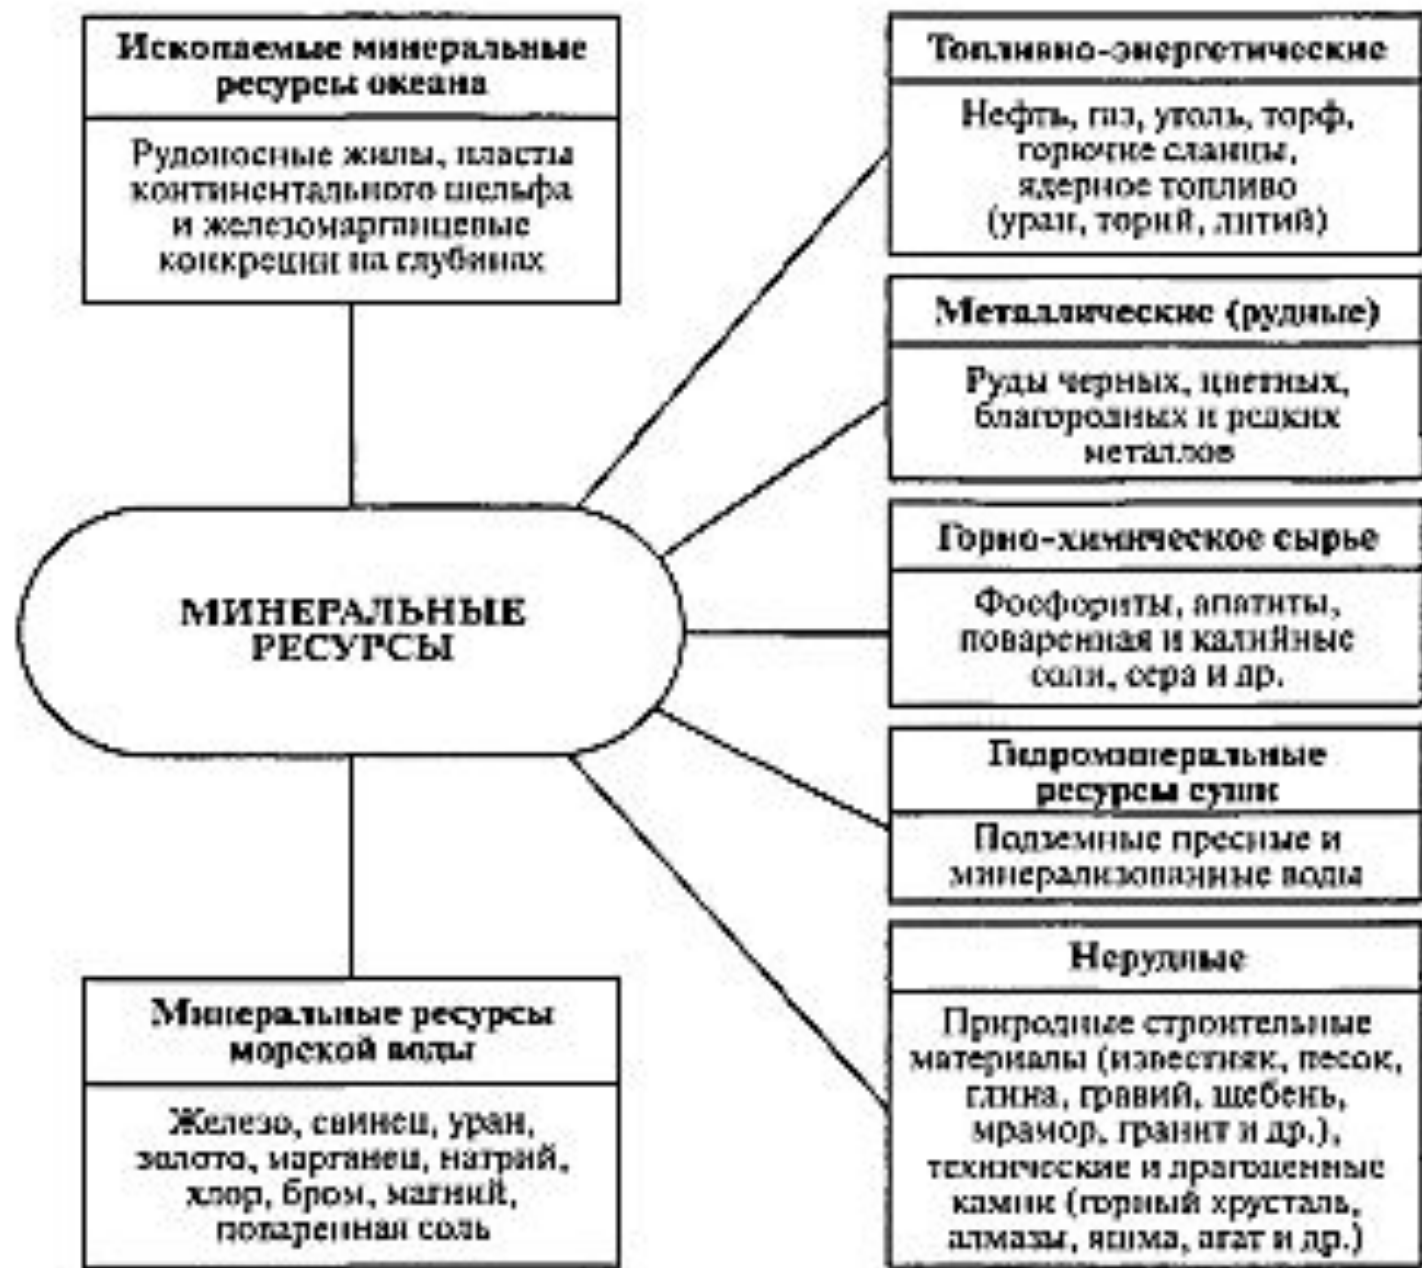 Ископаемые минеральные
ресурсы океана
Рудоносные жилы, пласты
континентального шельфа
и железомарганцевые
конкреции на глубинах
МИНЕРАЛЬНЫЕ
РЕСУРСЫ
Минеральные ресурсы
морской воды
Железо, свинец, уран,
золото, марганец, натрий,
хлор, бром, магний,
поваренная соль
Топливно-энергетические
Нефть, газ, уголь, торф,
горючие сланцы,
ядерное топливо
(уран, торий, литий)
Металлические (рудные)
Руды черных, цветных,
благородных и редких
металлов
Горно-химическое сырье
Фосфориты, апатиты,
поваренная и калийные
соли, сера и др.
Гидроминеральные
ресурсы суши
Подземные пресные и
минерализованные воды
Нерудные
Природные строительные
материалы (известняк, песок,
глина, гравий, щебень,
мрамор, гранит и др.),
технические и драгоценные
камни (горный хрусталь,
алмазы, яшма, агат и др.)